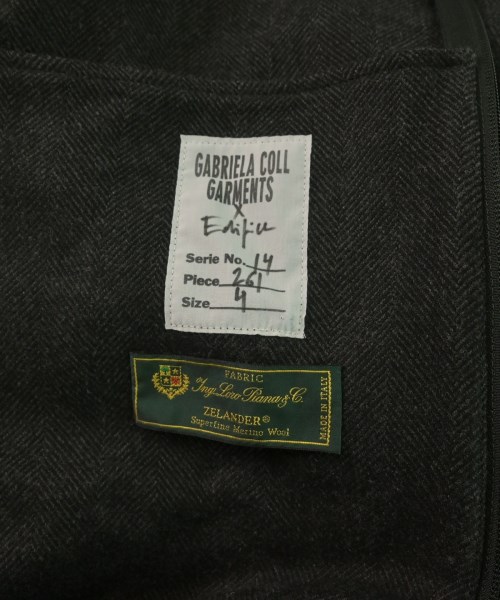 GABRIELA COLL
GARMENTS
X
Edifice
Serie No. 14
Piece 261
Size 4
FABRIC
Ing. Loro Piana & C.
ZELANDER®
Superfine Merino Wool
MADE IN ITALY